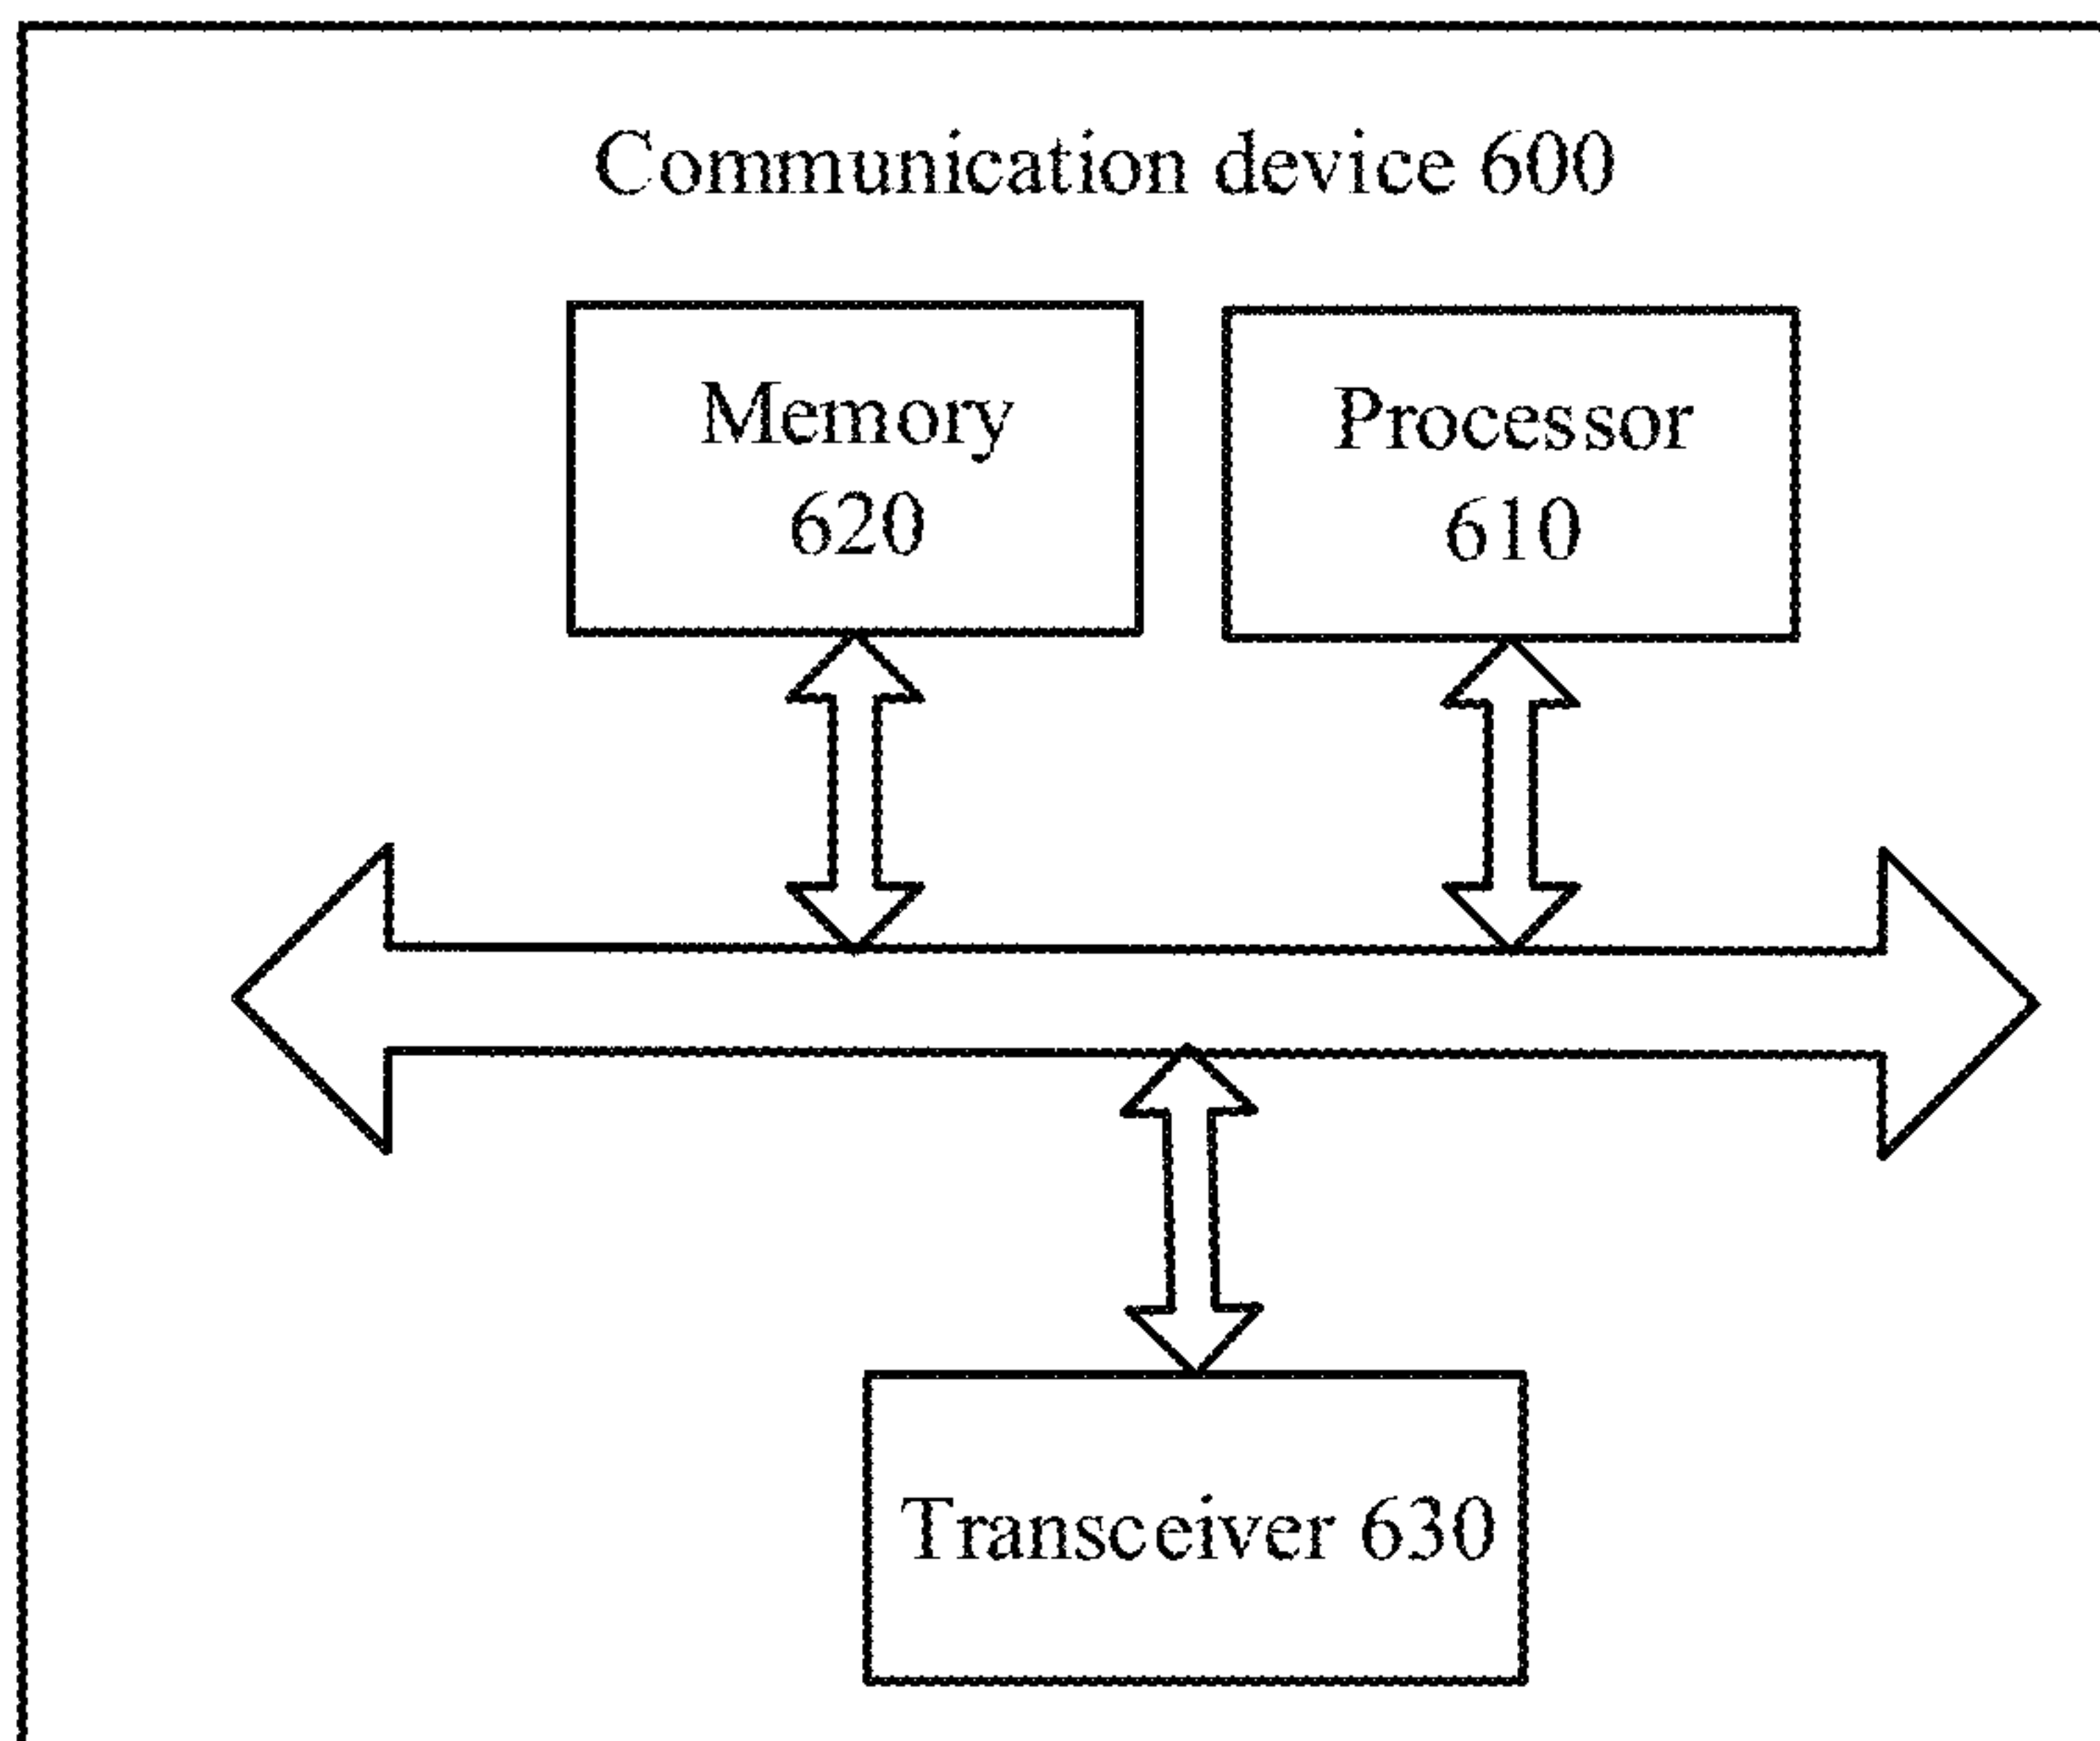 Communication device 600
Memory
620
Processor
610
Transceiver 630